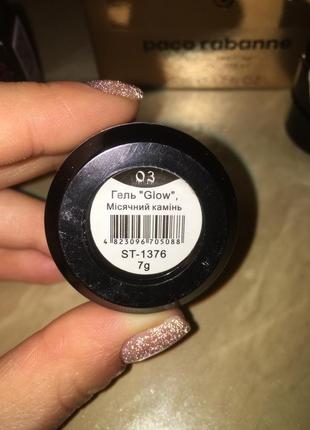 paco rabanne
03
Гель "Glow",
Місячний камінь
4 823096 705088
ST-1376
7g